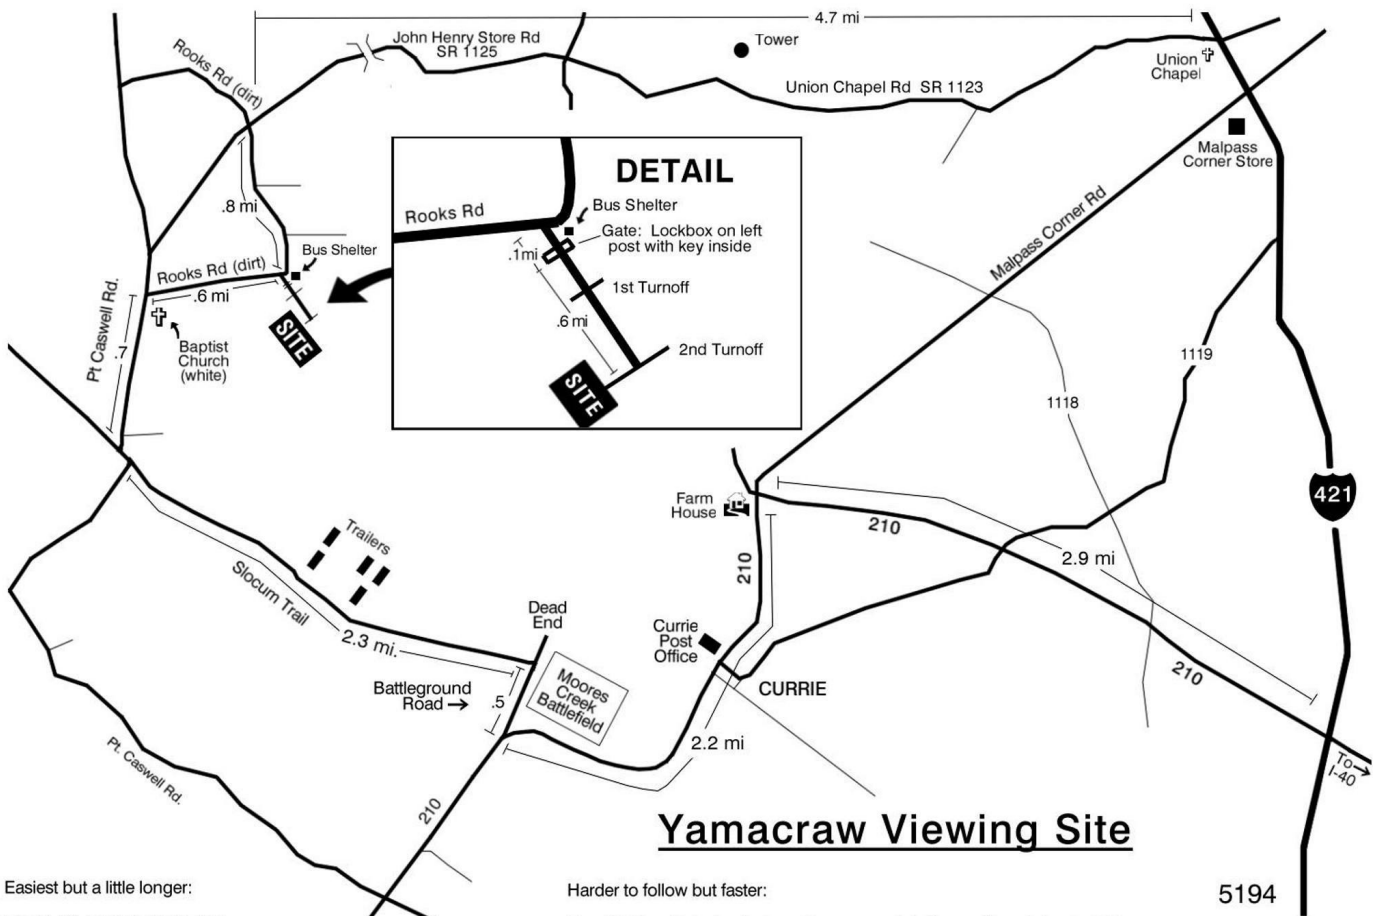 4.7 mi
John Henry Store Rd
SR 1125
Tower
Rooks Rd (dirt)
Union
Chapel
Union Chapel Rd  SR 1123
Malpass
Corner Store
DETAIL
Rooks Rd
Bus Shelter
Gate:  Lockbox on left
post with key inside
.1mi
1st Turnoff
.6 mi
2nd Turnoff
SITE
.8 mi
Bus Shelter
Rooks Rd (dirt)
.6 mi
SITE
Baptist
Church
(white)
Pt Caswell Rd.
.7
Malpass Corner Rd
1119
1118
421
Farm
House
210
2.9 mi
210
210
Trailers
Slocum Trail
2.3 mi.
Dead
End
Currie
Post
Office
CURRIE
Moores
Creek
Battlefield
Battleground
Road →
.5
2.2 mi
Pt. Caswell Rd.
210
To→
I-40
Yamacraw Viewing Site
Easiest but a little longer:
Harder to follow but faster:
5194